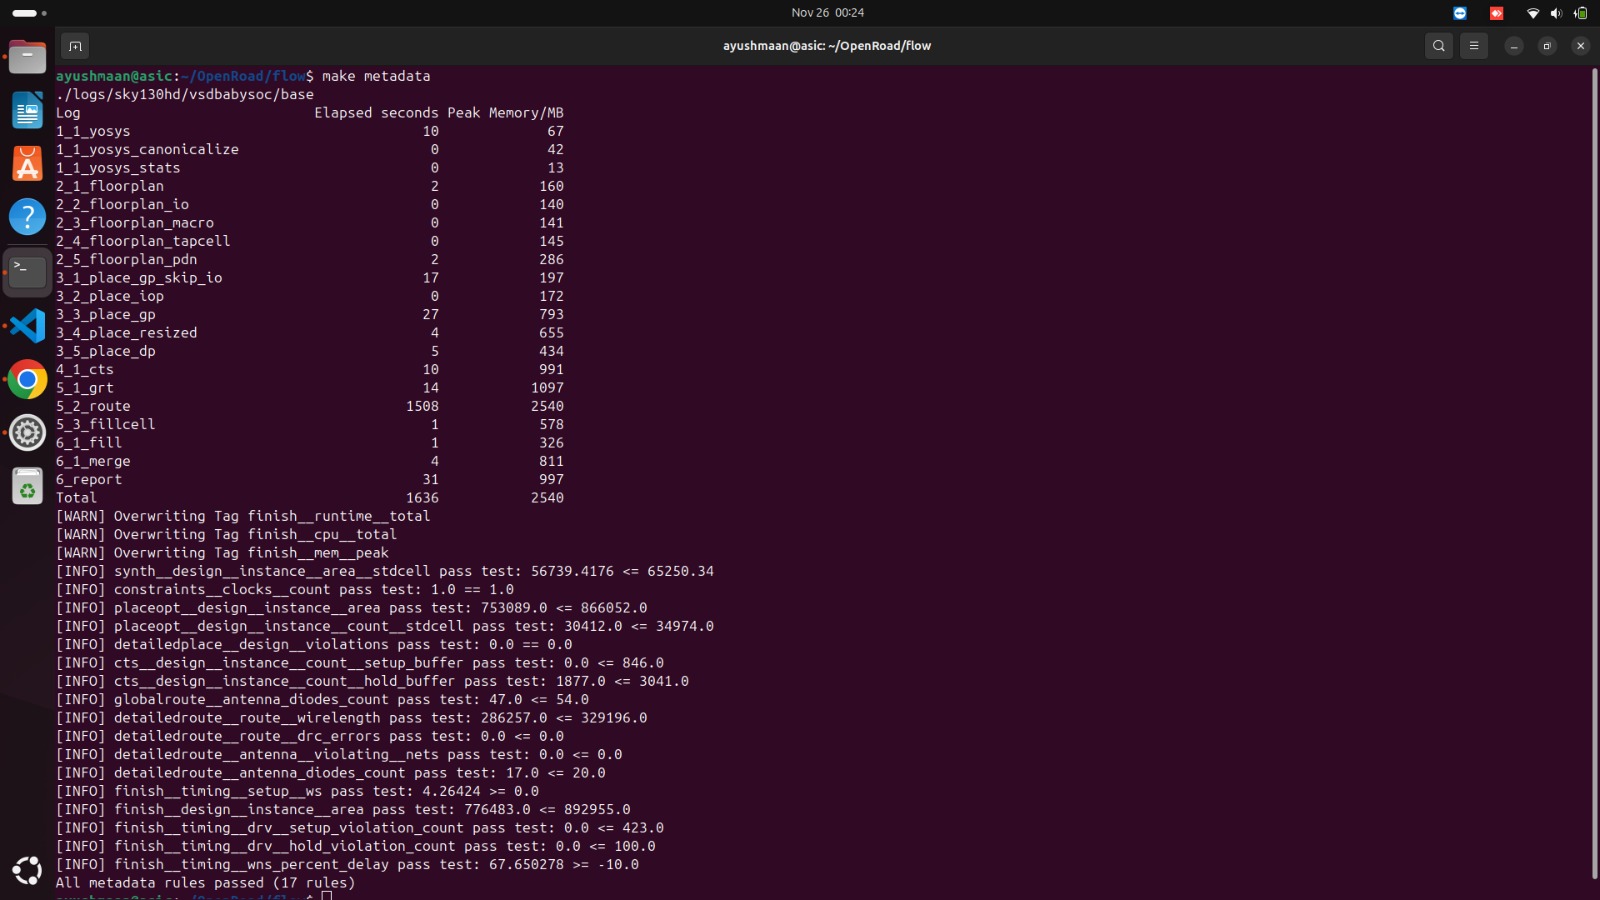 Nov 26 00:24
ayushmaan@asic: ~/OpenRoad/flow
ayushmaan@asic:~/OpenRoad/flow$ make metadata
./logs/sky130hd/vsdbabysoc/base
Log Elapsed seconds Peak Memory/MB
1_1_yosys 10 67
1_1_yosys_canonicalize 0 42
1_1_yosys_stats 0 13
2_1_floorplan 2 160
2_2_floorplan_io 0 140
2_3_floorplan_macro 0 141
2_4_floorplan_tapcell 0 145
2_5_floorplan_pdn 2 286
3_1_place_gp_skip_io 17 197
3_2_place_iop 0 172
3_3_place_gp 27 793
3_4_place_resized 4 655
3_5_place_dp 5 434
4_1_cts 10 991
5_1_grt 14 1097
5_2_route 1508 2540
5_3_fillcell 1 578
6_1_fill 1 326
6_1_merge 4 811
6_report 31 997
Total 1636 2540
[WARN] Overwriting Tag finish__runtime__total
[WARN] Overwriting Tag finish__cpu__total
[WARN] Overwriting Tag finish__mem__peak
[INFO] synth__design__instance__area__stdcell pass test: 56739.4176 <= 65250.34
[INFO] constraints__clocks__count pass test: 1.0 == 1.0
[INFO] placeopt__design__instance__area pass test: 753089.0 <= 866052.0
[INFO] placeopt__design__instance__count__stdcell pass test: 30412.0 <= 34974.0
[INFO] detailedplace__design__violations pass test: 0.0 == 0.0
[INFO] cts__design__instance__count__setup_buffer pass test: 0.0 <= 846.0
[INFO] cts__design__instance__count__hold_buffer pass test: 1877.0 <= 3041.0
[INFO] globalroute__antenna_diodes_count pass test: 47.0 <= 54.0
[INFO] detailedroute__route__wirelength pass test: 286257.0 <= 329196.0
[INFO] detailedroute__route__drc_errors pass test: 0.0 <= 0.0
[INFO] detailedroute__antenna__violating__nets pass test: 0.0 <= 0.0
[INFO] detailedroute__antenna_diodes_count pass test: 17.0 <= 20.0
[INFO] finish__timing__setup__ws pass test: 4.26424 >= 0.0
[INFO] finish__design__instance__area pass test: 776483.0 <= 892955.0
[INFO] finish__timing__drv__setup_violation_count pass test: 0.0 <= 423.0
[INFO] finish__timing__drv__hold_violation_count pass test: 0.0 <= 100.0
[INFO] finish__timing__wns_percent_delay pass test: 67.650278 >= -10.0
All metadata rules passed (17 rules)